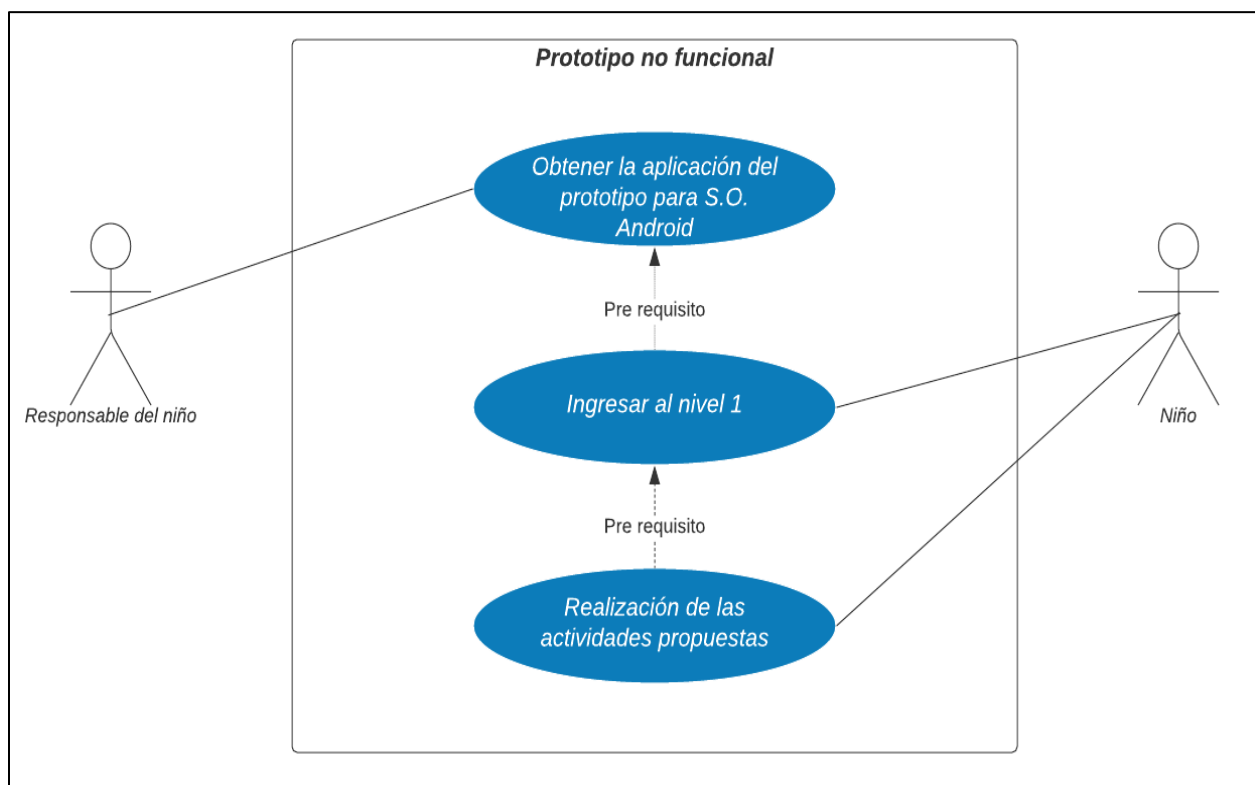 Prototipo no funcional
Obtener la aplicación del
prototipo para S.O.
Android
Pre requisito
Responsable del niño
Ingresar al nivel 1
Niño
Pre requisito
Realización de las
actividades propuestas